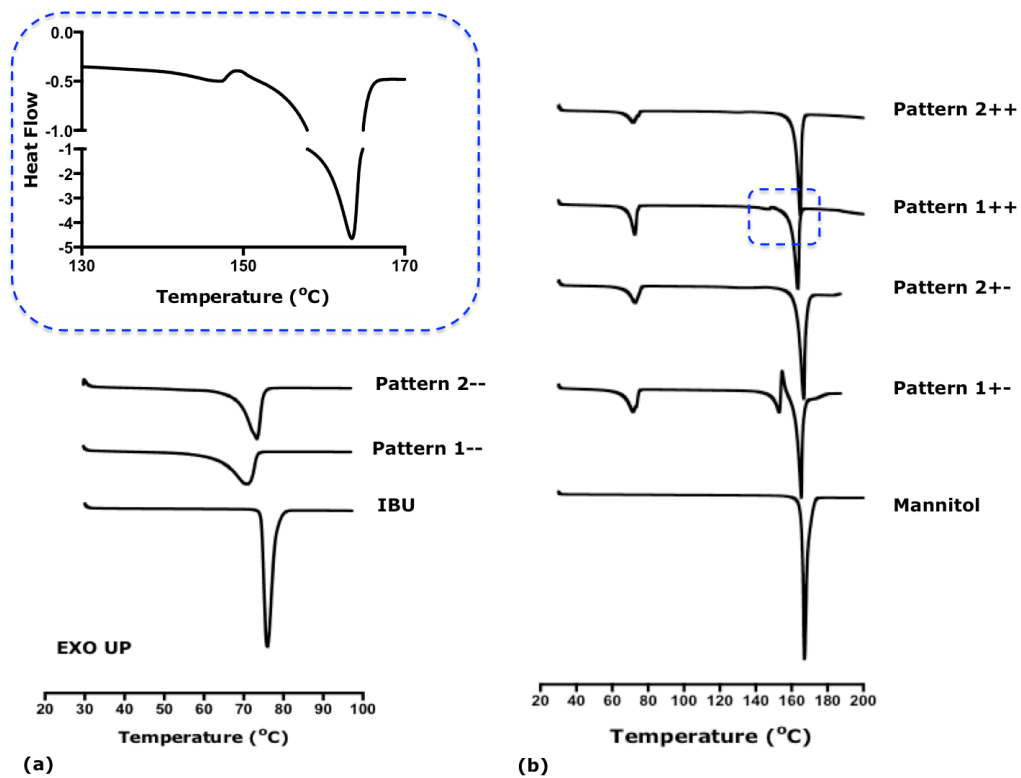 0.0
-0.5
-1.0
-1
-2
-3
-4
-5
Heat Flow
130
150
170
Temperature (°C)
Pattern 2--
Pattern 1--
IBU
EXO UP
20
30
40
50
60
70
80
90
100
Temperature (°C)
(a)
Pattern 2++
Pattern 1++
Pattern 2+-
Pattern 1+-
Mannitol
20
40
60
80
100
120
140
160
180
200
Temperature (°C)
(b)